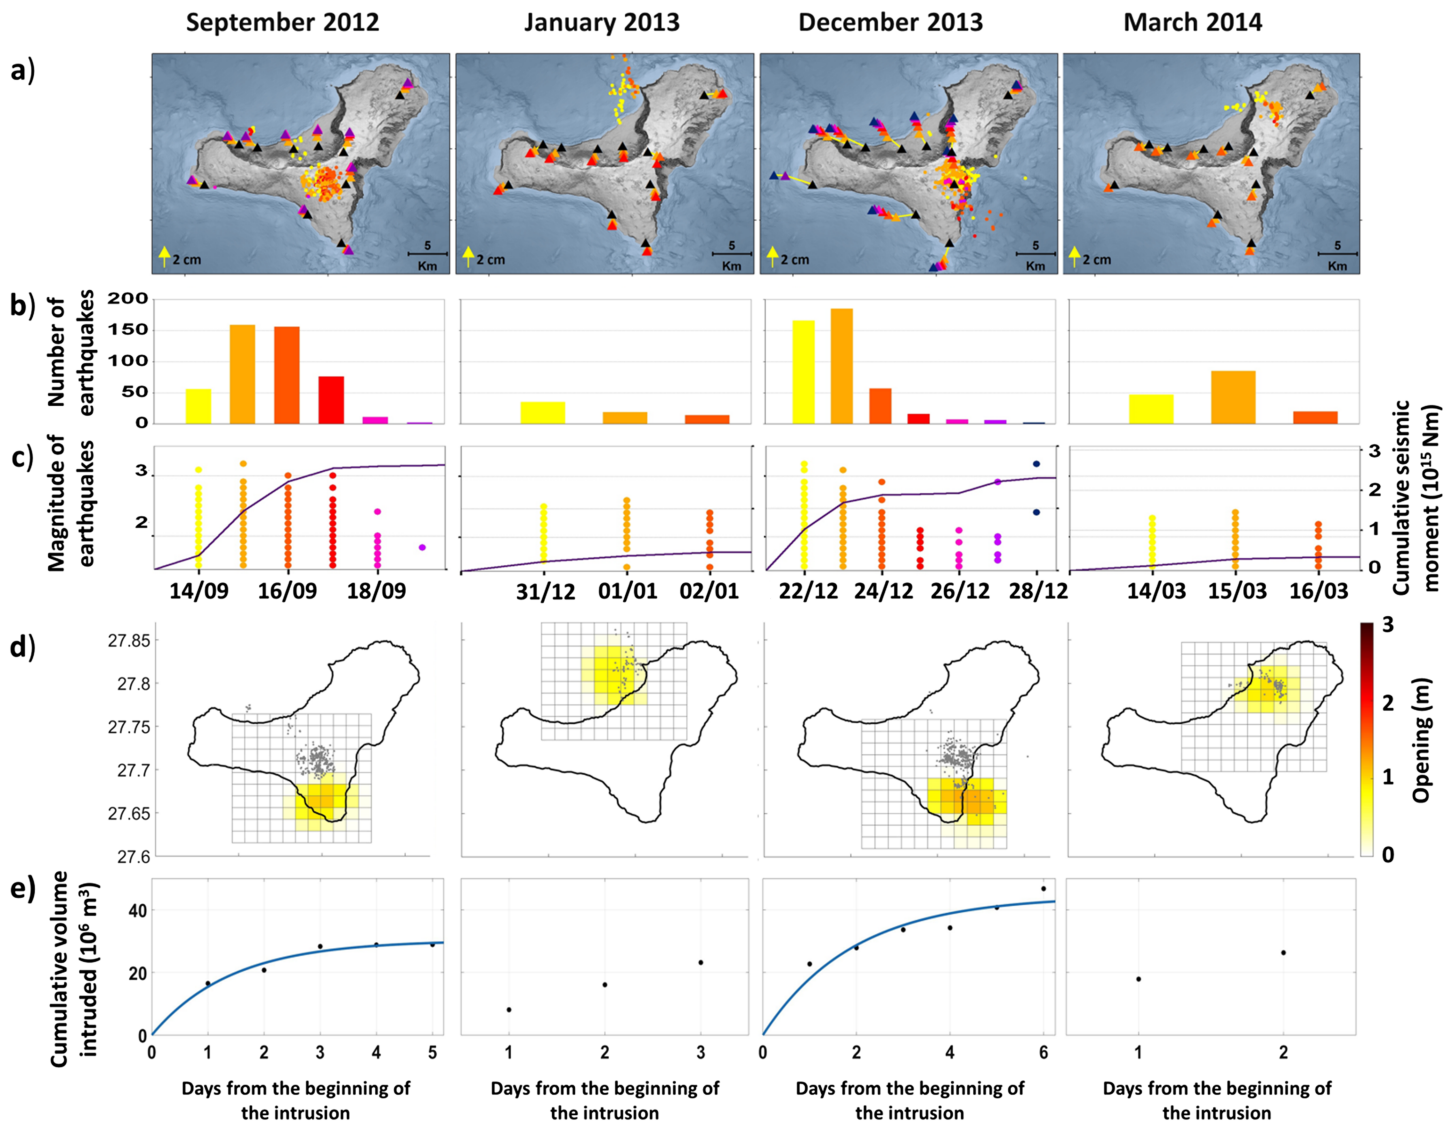 September 2012 January 2013 December 2013 March 2014
a)
2 cm 5 Km 2 cm 5 Km 2 cm 5 Km 2 cm 5 Km
b)
Number of
earthquakes
200
150
100
50
0
c)
Magnitude of
earthquakes
3
2
3
2
1
0
Cumulative seismic
moment (10¹⁵ Nm)
14/09 16/09 18/09 31/12 01/01 02/01 22/12 24/12 26/12 28/12 14/03 15/03 16/03
d)
27.85
27.8
27.75
27.7
27.65
27.6
3
2
1
0
Opening (m)
e)
Cumulative volume
intruded (10⁶ m³)
40
20
0
0 1 2 3 4 5 1 2 3 0 2 4 6 1 2
Days from the beginning of Days from the beginning of Days from the beginning of Days from the beginning of
the intrusion the intrusion the intrusion the intrusion